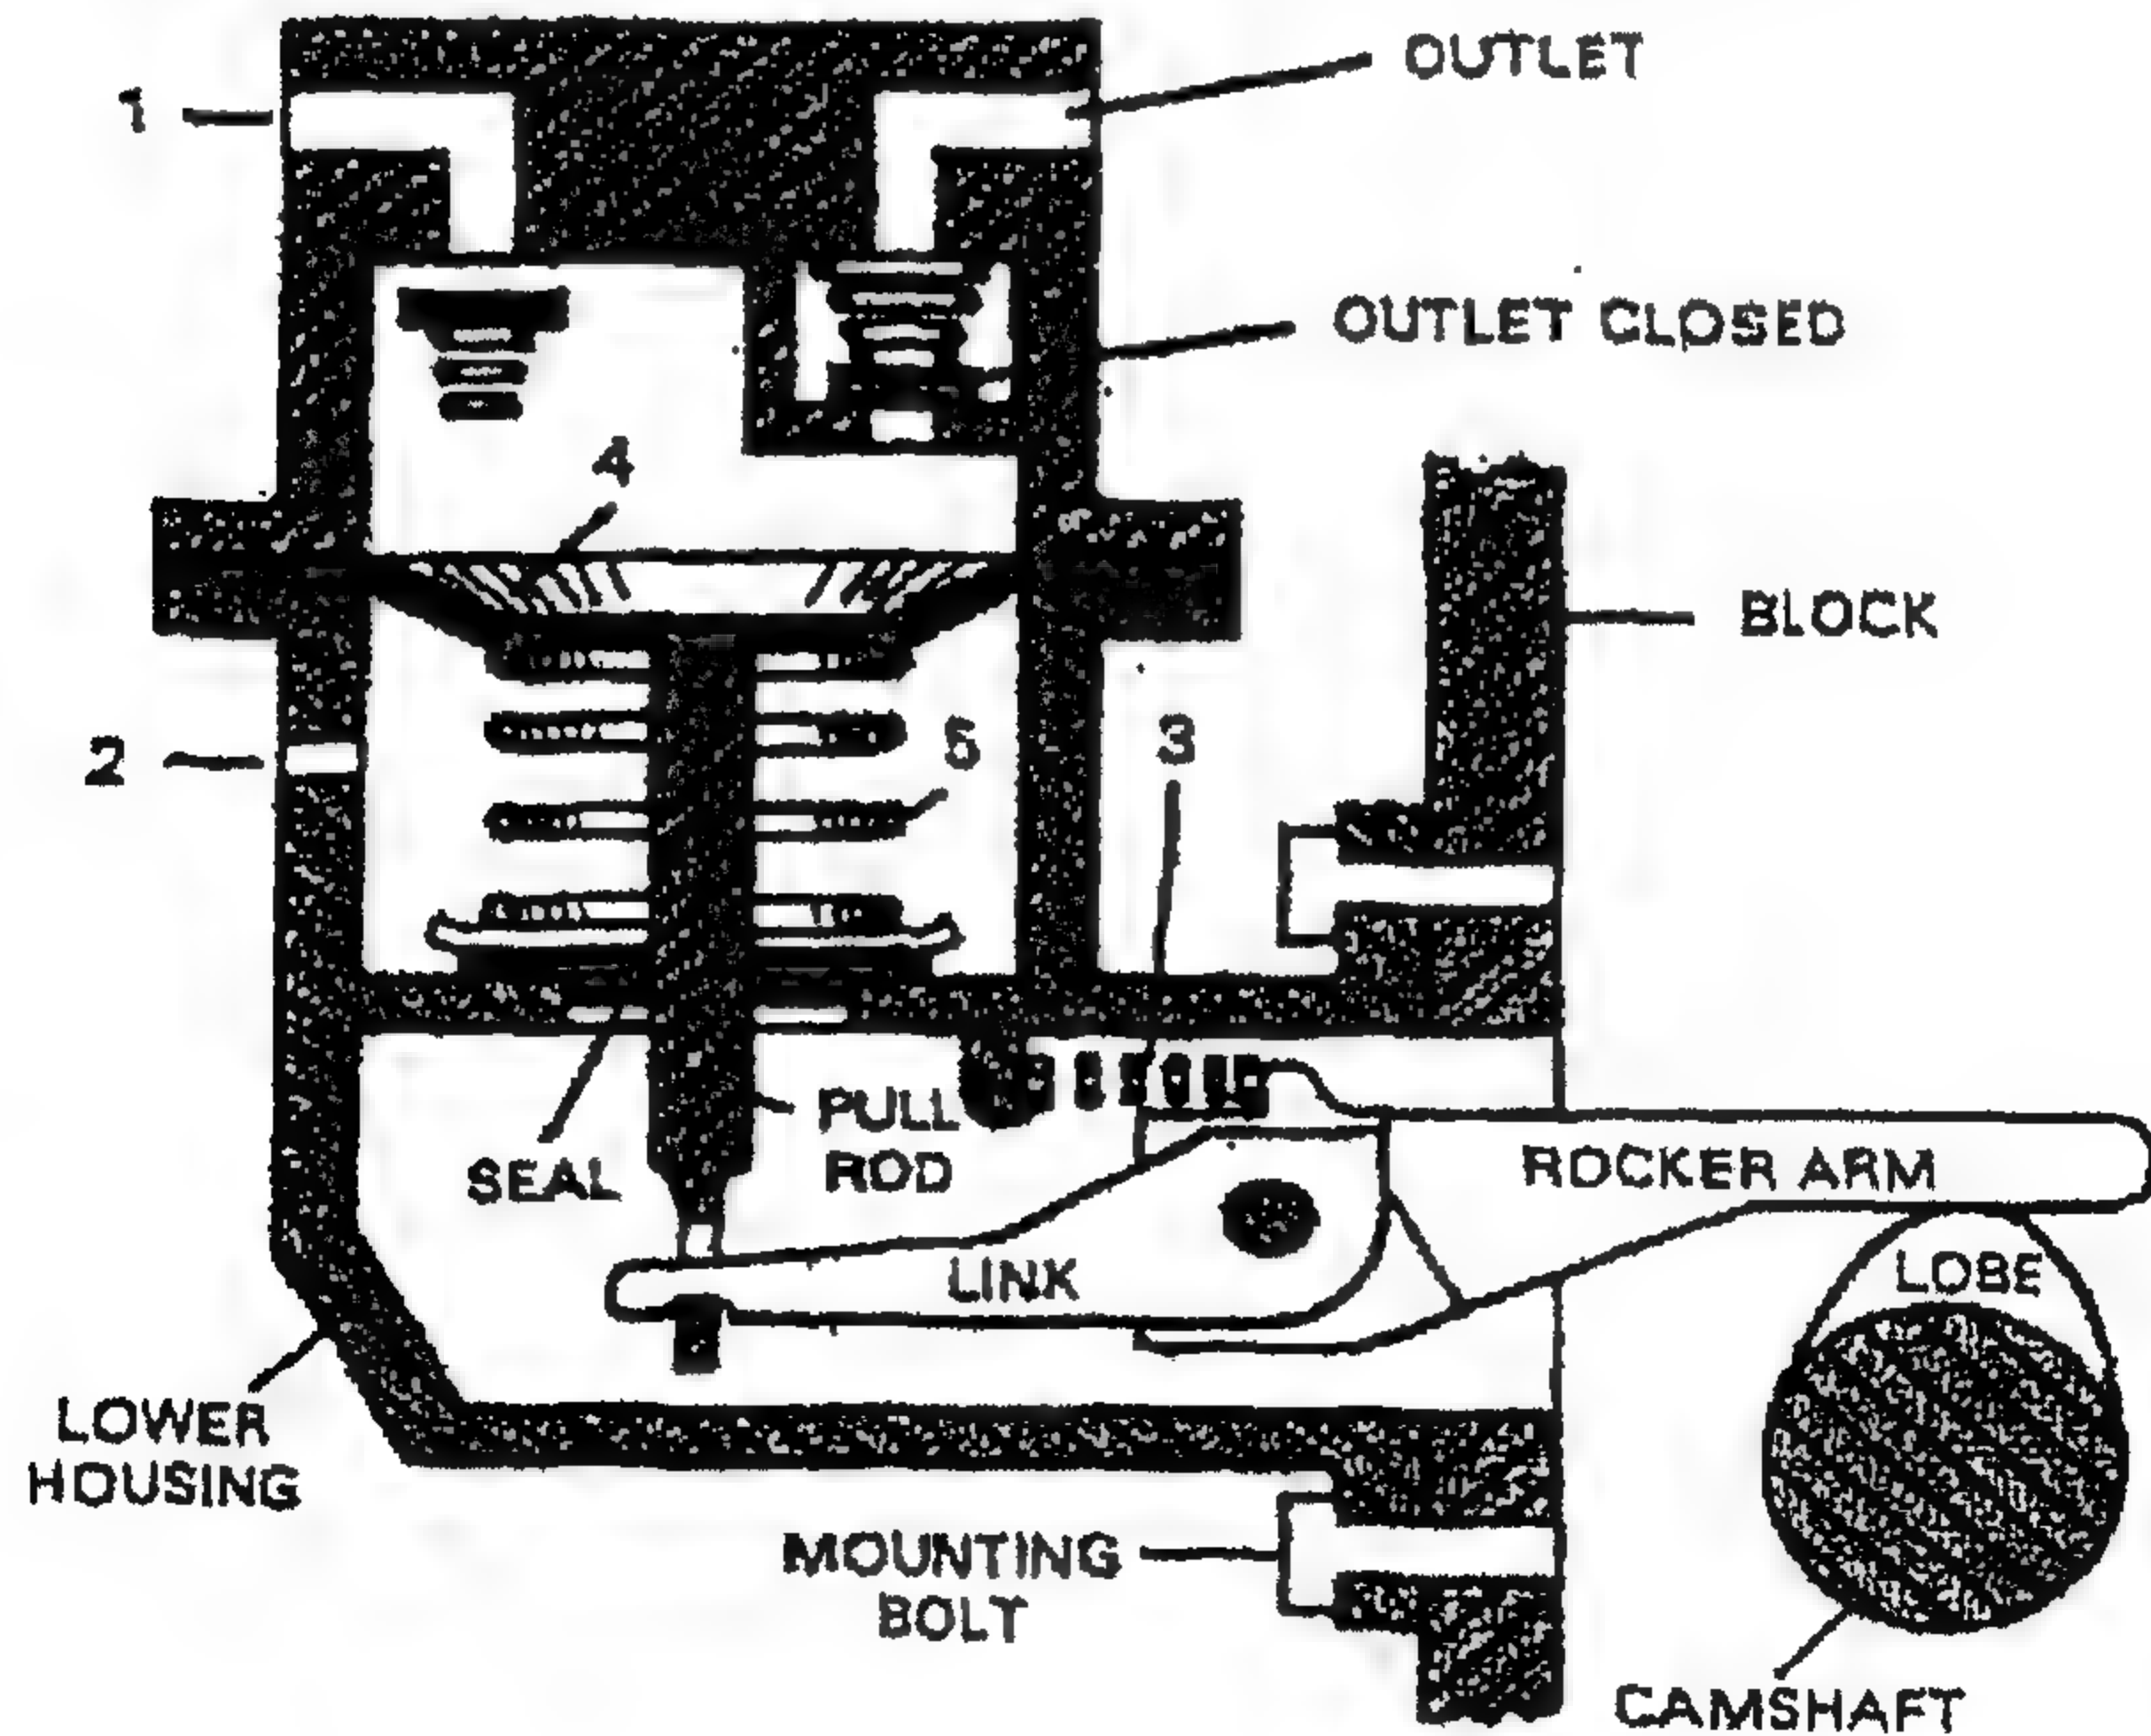 1
OUTLET
OUTLET CLOSED
4
BLOCK
2
5
3
SEAL
PULL
ROD
ROCKER ARM
LINK
LOBE
LOWER
HOUSING
MOUNTING
BOLT
CAMSHAFT